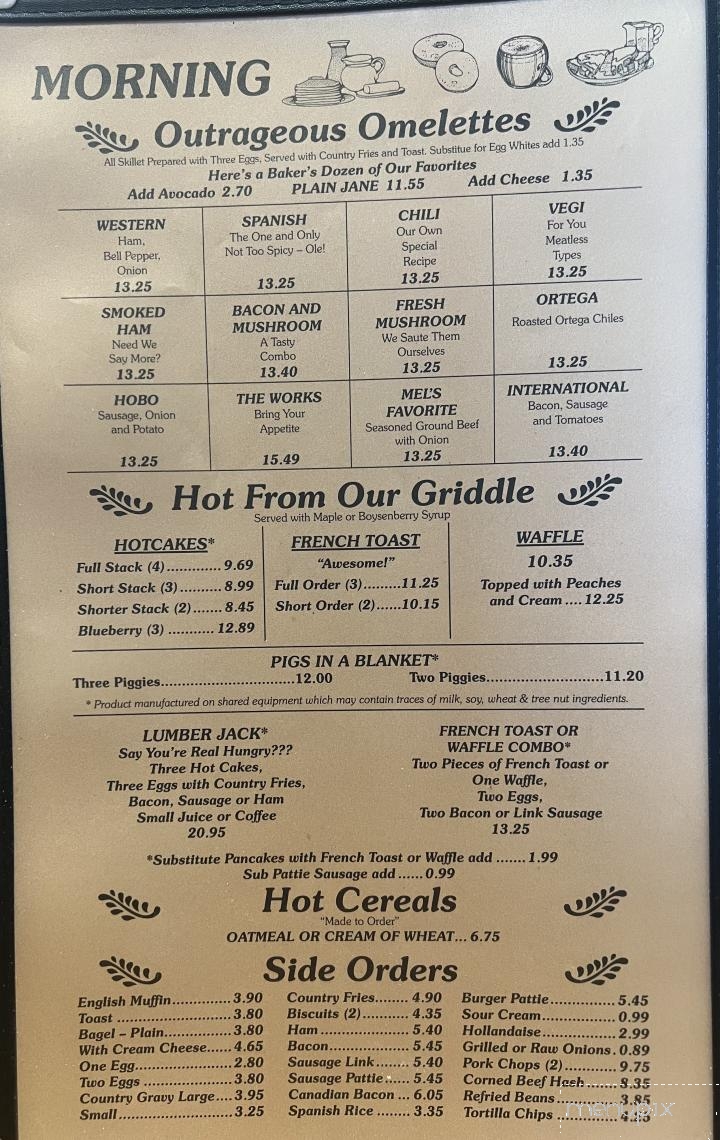 MORNING
Outrageous Omelettes
All Skillet Prepared with Three Eggs, Served with Country Fries and Toast. Substitue for Egg Whites add 1.35
Here's a Baker's Dozen of Our Favorites
Add Avocado 2.70 PLAIN JANE 11.55 Add Cheese 1.35
WESTERN
Ham,
Bell Pepper,
Onion
13.25
SPANISH
The One and Only
Not Too Spicy – Ole!
13.25
CHILI
Our Own
Special
Recipe
13.25
VEGI
For You
Meatless
Types
13.25
SMOKED
HAM
Need We
Say More?
13.25
BACON AND
MUSHROOM
A Tasty
Combo
13.40
FRESH
MUSHROOM
We Saute Them
Ourselves
13.25
ORTEGA
Roasted Ortega Chiles
13.25
HOBO
Sausage, Onion
and Potato
13.25
THE WORKS
Bring Your
Appetite
15.49
MEL'S
FAVORITE
Seasoned Ground Beef
with Onion
13.25
INTERNATIONAL
Bacon, Sausage
and Tomatoes
13.40
Hot From Our Griddle
Served with Maple or Boysenberry Syrup
HOTCAKES*
Full Stack (4)............9.69
Short Stack (3)..........8.99
Shorter Stack (2).......8.45
Blueberry (3) ...........12.89
FRENCH TOAST
"Awesome!"
Full Order (3)........11.25
Short Order (2)......10.15
WAFFLE
10.35
Topped with Peaches
and Cream ....12.25
PIGS IN A BLANKET*
Three Piggies................................12.00 Two Piggies............................11.20
* Product manufactured on shared equipment which may contain traces of milk, soy, wheat & tree nut ingredients.
LUMBER JACK*
Say You're Real Hungry???
Three Hot Cakes,
Three Eggs with Country Fries,
Bacon, Sausage or Ham
Small Juice or Coffee
20.95
FRENCH TOAST OR
WAFFLE COMBO*
Two Pieces of French Toast or
One Waffle,
Two Eggs,
Two Bacon or Link Sausage
13.25
*Substitute Pancakes with French Toast or Waffle add .......1.99
Sub Pattie Sausage add ......0.99
Hot Cereals
"Made to Order"
OATMEAL OR CREAM OF WHEAT... 6.75
Side Orders
English Muffin.............3.90
Toast .........................3.80
Bagel – Plain...............3.80
With Cream Cheese......4.65
One Egg......................2.80
Two Eggs ....................3.80
Country Gravy Large....3.95
Small..........................3.25
Country Fries........4.90
Biscuits (2)...........4.35
Ham ....................5.40
Bacon...................5.45
Sausage Link........5.40
Sausage Pattie......5.45
Canadian Bacon ...6.05
Spanish Rice ........3.35
Burger Pattie..............5.45
Sour Cream................0.99
Hollandaise................2.99
Grilled or Raw Onions.0.89
Pork Chops (2)............9.75
Corned Beef Hash.......8.35
Refried Beans..............3.85
Tortilla Chips .............
menupix